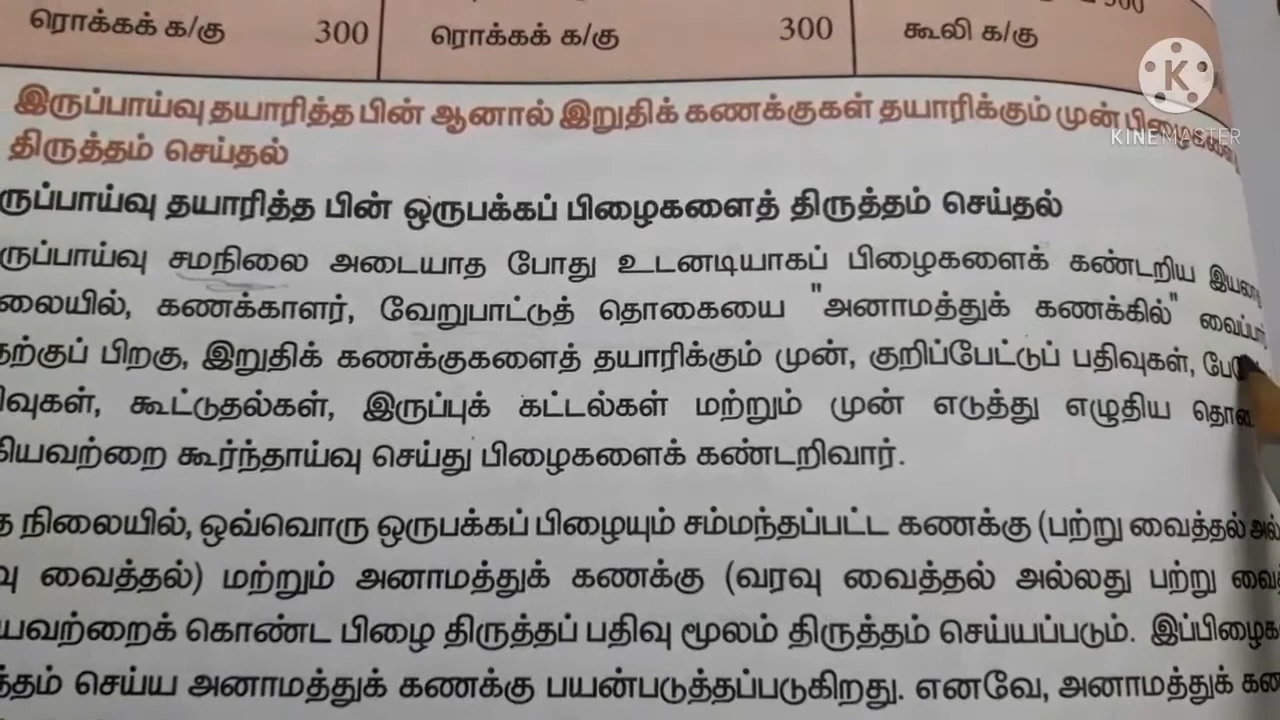 ரொக்கக் க/கு 300 ரொக்கக் க/கு 300 கூலி க/கு
இருப்பாய்வு தயாரித்த பின் ஆனால் இறுதிக் கணக்குகள் தயாரிக்கும் முன்
திருத்தம் செய்தல்
ருப்பாய்வு தயாரித்த பின் ஒருபக்கப் பிழைகளைத் திருத்தம் செய்தல்
ருப்பாய்வு சமநிலை அடையாத போது உடனடியாகப் பிழைகளைக் கண்டறிய
லையில், கணக்காளர், வேறுபாட்டுத் தொகையை "அனாமத்துக் கணக்கில்"
தற்குப் பிறகு, இறுதிக் கணக்குகளைத் தயாரிக்கும் முன், குறிப்பேட்டுப் பதிவுகள்,
வுகள், கூட்டுதல்கள், இருப்புக் கட்டல்கள் மற்றும் முன் எடுத்து எழுதிய
கியவற்றை கூர்ந்தாய்வு செய்து பிழைகளைக் கண்டறிவார்.
நிலையில், ஒவ்வொரு ஒருபக்கப் பிழையும் சம்மந்தப்பட்ட கணக்கு (பற்று வைத்தல்
வு வைத்தல்) மற்றும் அனாமத்துக் கணக்கு (வரவு வைத்தல் அல்லது பற்று
யவற்றைக் கொண்ட பிழை திருத்தப் பதிவு மூலம் திருத்தம் செய்யப்படும்.
த்தம் செய்ய அனாமத்துக் கணக்கு பயன்படுத்தப்படுகிறது. எனவே, அனாமத்துக்
K
KINEMASTER